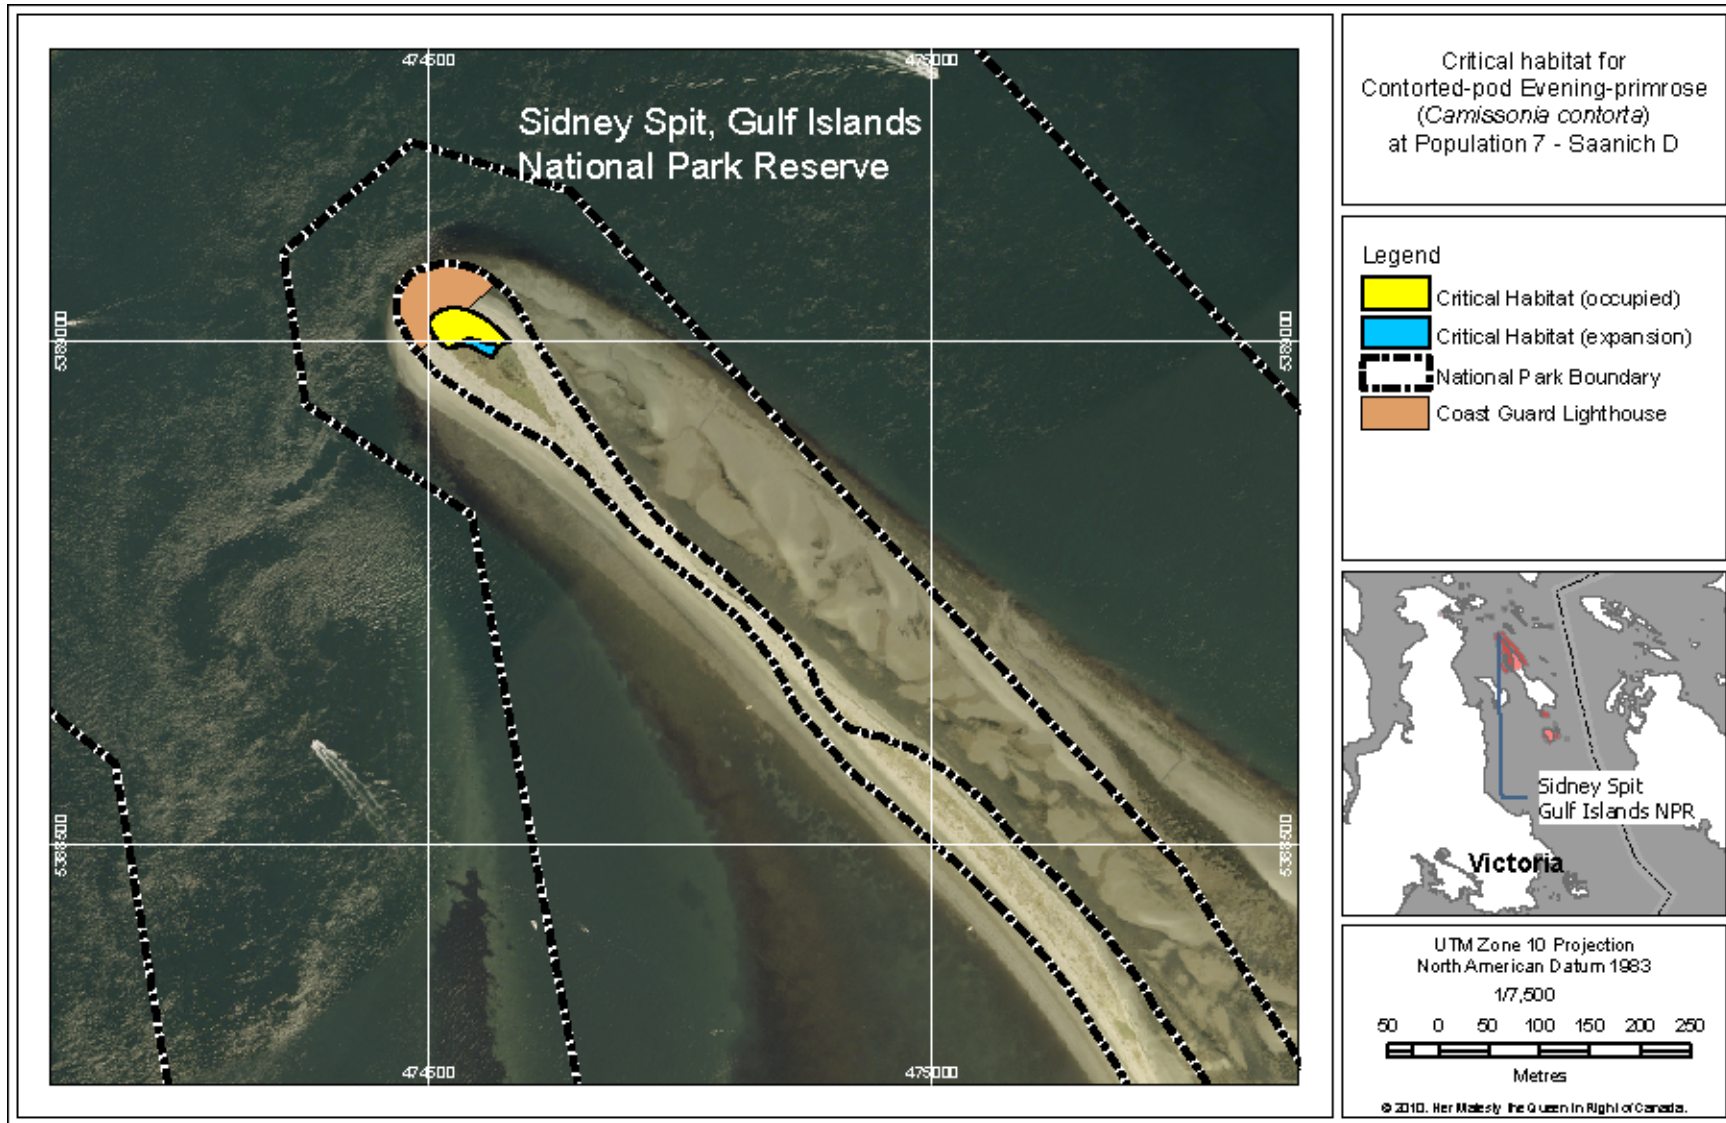 474500
475000
Sidney Spit, Gulf Islands
National Park Reserve
5389000
5389000
5388500
5388500
474500
475000
Critical habitat for
Contorted-pod Evening-primrose
(Camissonia contorta)
at Population 7 - Saanich D
Legend
Critical Habitat (occupied)
Critical Habitat (expansion)
National Park Boundary
Coast Guard Lighthouse
Sidney Spit
Gulf Islands NPR
Victoria
UTM Zone 10 Projection
North American Datum 1983
1/7,500
50 0 50 100 150 200 250
Metres
© 2010. Her Majesty the Queen in Right of Canada.